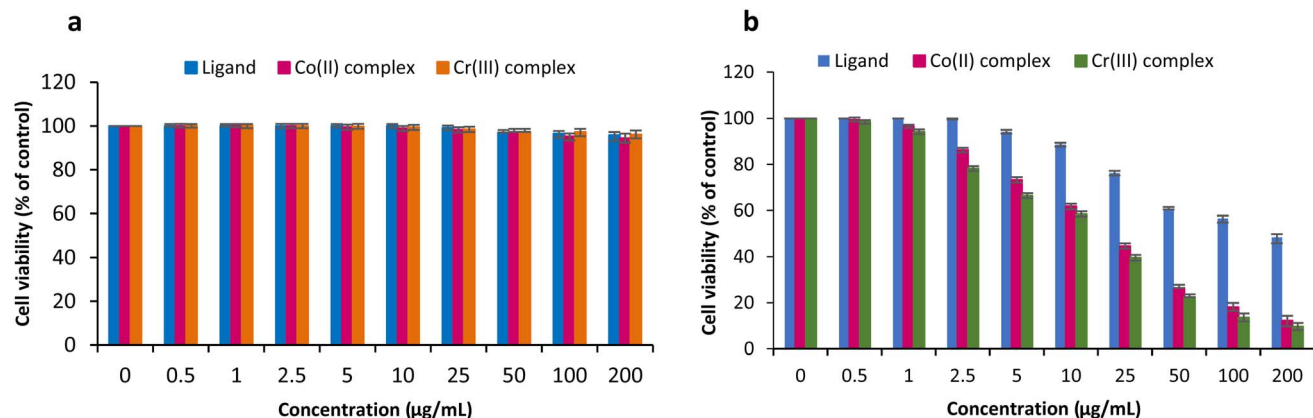 a
Ligand Co(II) complex Cr(III) complex
Cell viability (% of control)
120
100
80
60
40
20
0
0 0.5 1 2.5 5 10 25 50 100 200
Concentration (µg/mL)
b
Ligand Co(II) complex Cr(III) complex
Cell viability (% of control)
120
100
80
60
40
20
0
0 0.5 1 2.5 5 10 25 50 100 200
Concentration (µg/mL)